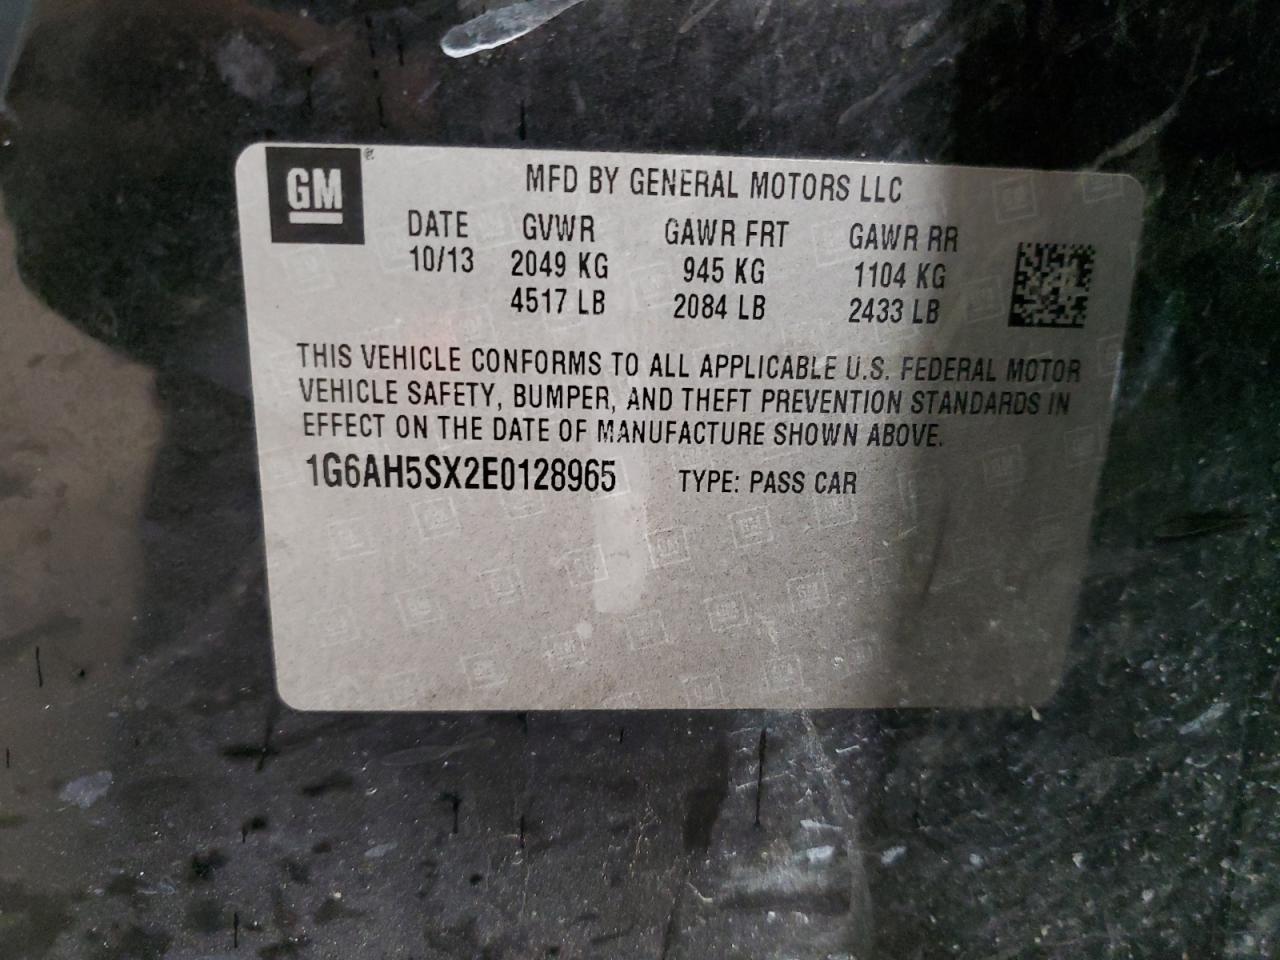 GM
MFD BY GENERAL MOTORS LLC
DATE GVWR GAWR FRT GAWR RR
10/13 2049 KG 945 KG 1104 KG
4517 LB 2084 LB 2433 LB
THIS VEHICLE CONFORMS TO ALL APPLICABLE U.S. FEDERAL MOTOR
VEHICLE SAFETY, BUMPER, AND THEFT PREVENTION STANDARDS IN
EFFECT ON THE DATE OF MANUFACTURE SHOWN ABOVE.
1G6AH5SX2E0128965 TYPE: PASS CAR